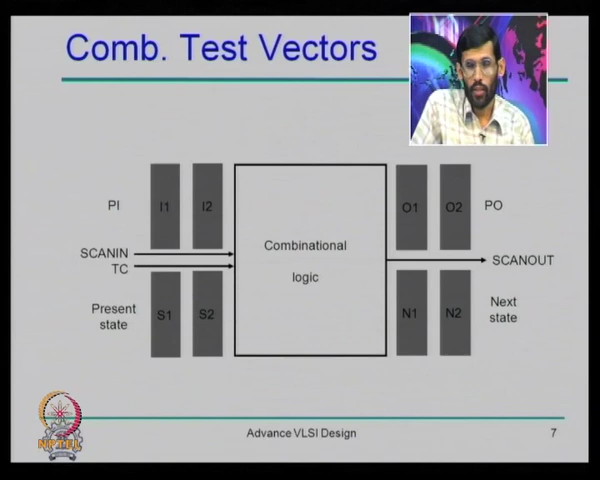 Comb. Test Vectors
PI
I1
I2
O1
O2
PO
SCANIN
TC
Combinational
logic
SCANOUT
Present
state
S1
S2
N1
N2
Next
state
NPTEL
Advance VLSI Design
7